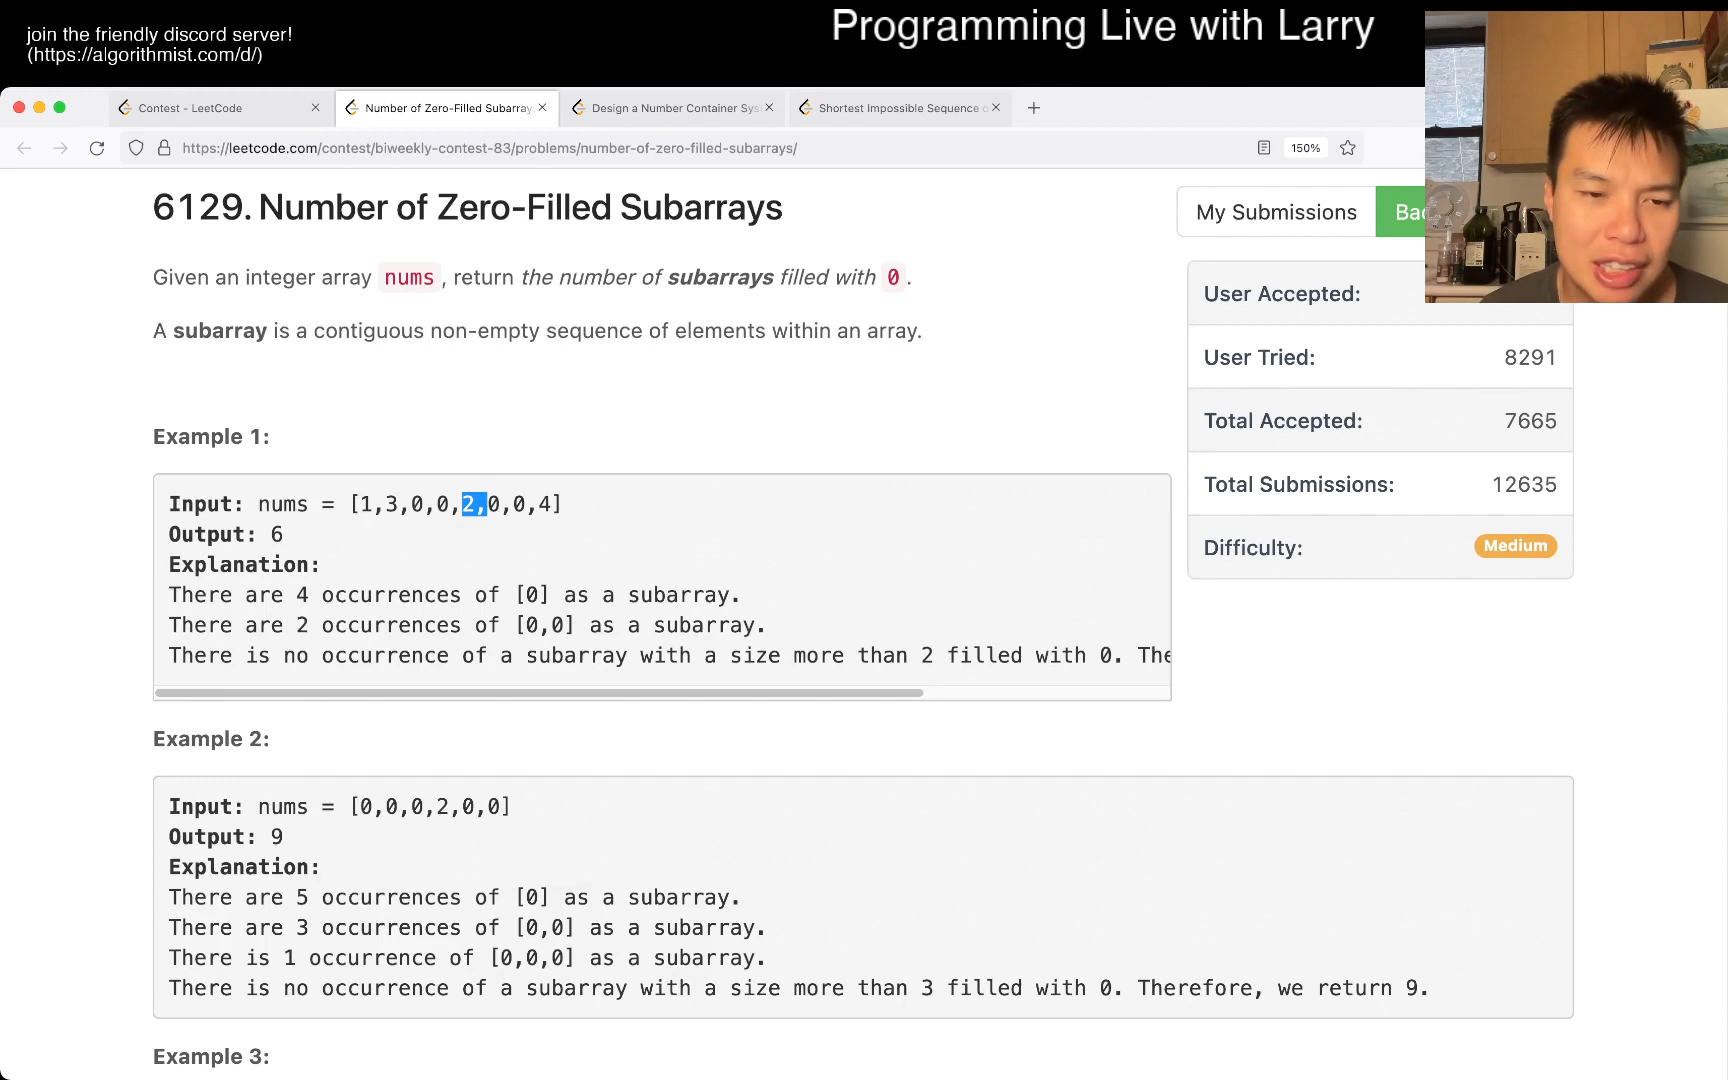 join the friendly discord server!
(https://algorithmist.com/d/)
Programming Live with Larry
Contest - LeetCode
Number of Zero-Filled Subarray
Design a Number Container Sys
Shortest Impossible Sequence o
https://leetcode.com/contest/biweekly-contest-83/problems/number-of-zero-filled-subarrays/
150%
6129. Number of Zero-Filled Subarrays
My Submissions
Bac
Given an integer array nums, return the number of subarrays filled with 0.
A subarray is a contiguous non-empty sequence of elements within an array.
User Accepted:
User Tried: 8291
Total Accepted: 7665
Total Submissions: 12635
Difficulty: Medium
Example 1:
Input: nums = [1,3,0,0,2,0,0,4]
Output: 6
Explanation:
There are 4 occurrences of [0] as a subarray.
There are 2 occurrences of [0,0] as a subarray.
There is no occurrence of a subarray with a size more than 2 filled with 0. The
Example 2:
Input: nums = [0,0,0,2,0,0]
Output: 9
Explanation:
There are 5 occurrences of [0] as a subarray.
There are 3 occurrences of [0,0] as a subarray.
There is 1 occurrence of [0,0,0] as a subarray.
There is no occurrence of a subarray with a size more than 3 filled with 0. Therefore, we return 9.
Example 3: